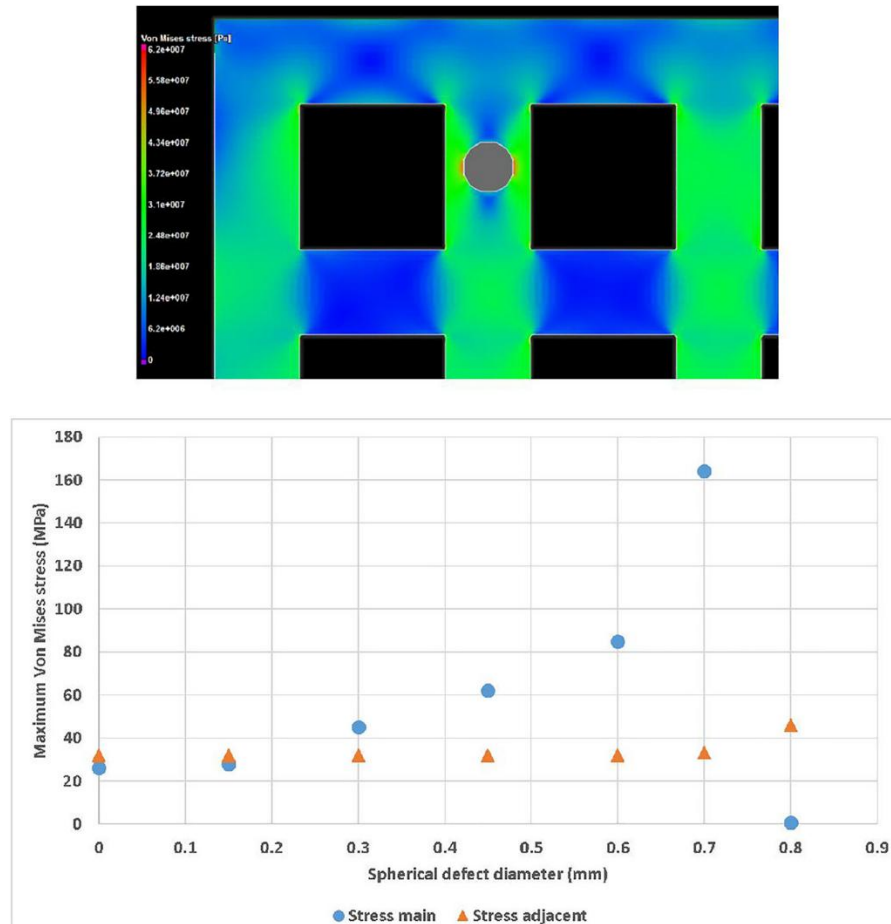 Von Mises stress [Pa]
6.2e+007
5.58e+007
4.96e+007
4.34e+007
3.72e+007
3.1e+007
2.48e+007
1.86e+007
1.24e+007
6.2e+006
0
180
160
140
120
100
80
60
40
20
0
Maximum Von Mises stress (MPa)
0 0.1 0.2 0.3 0.4 0.5 0.6 0.7 0.8 0.9
Spherical defect diameter (mm)
Stress main Stress adjacent